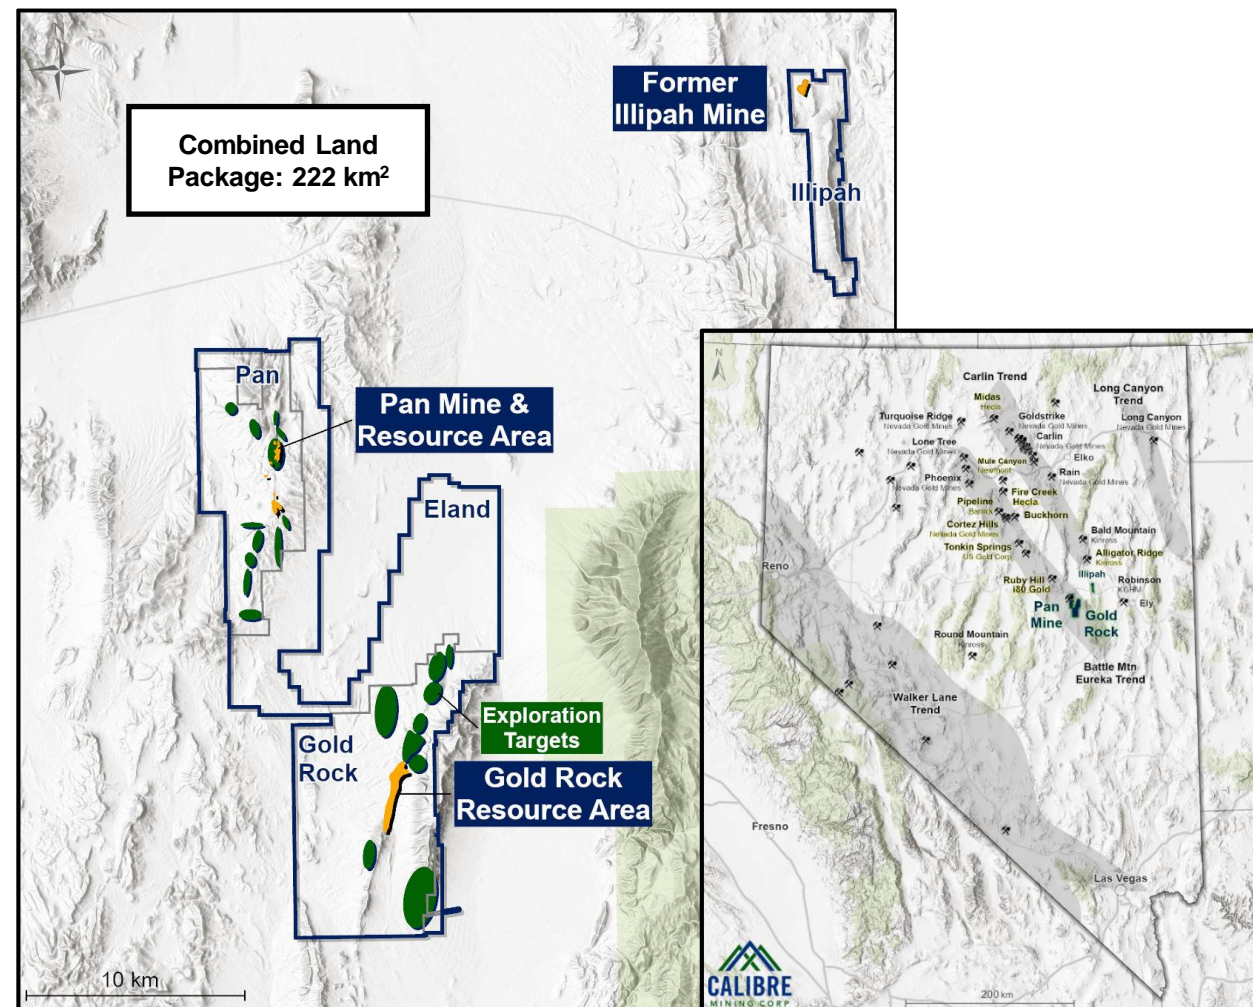 Combined Land
Package: 222 km²
Former
Illipah Mine
Illipah
Pan
Pan Mine &
Resource Area
Eland
Exploration
Targets
Gold
Rock
Gold Rock
Resource Area
10 km
N
Carlin Trend
Midas
Hecla
Long Canyon
Trend
Turquoise Ridge
Nevada Gold Mines
Goldstrike
Nevada Gold Mines
Long Canyon
Nevada Gold Mines
Carlin
Nevada Gold Mines
Lone Tree
Nevada Gold Mines
Elko
Mule Canyon
Newmont
Rain
Nevada Gold Mines
Phoenix
Nevada Gold Mines
Fire Creek
Hecla
Pipeline
Barrick
Buckhorn
Cortez Hills
Nevada Gold Mines
Bald Mountain
Kinross
Tonkin Springs
US Gold Corp
Alligator Ridge
Kinross
Reno
Illipah
Ruby Hill
i80 Gold
Robinson
KGHM
Ely
Pan
Mine
Gold
Rock
Round Mountain
Kinross
Battle Mtn
Eureka Trend
Walker Lane
Trend
Fresno
Las Vegas
CALIBRE
MINING CORP
200 km